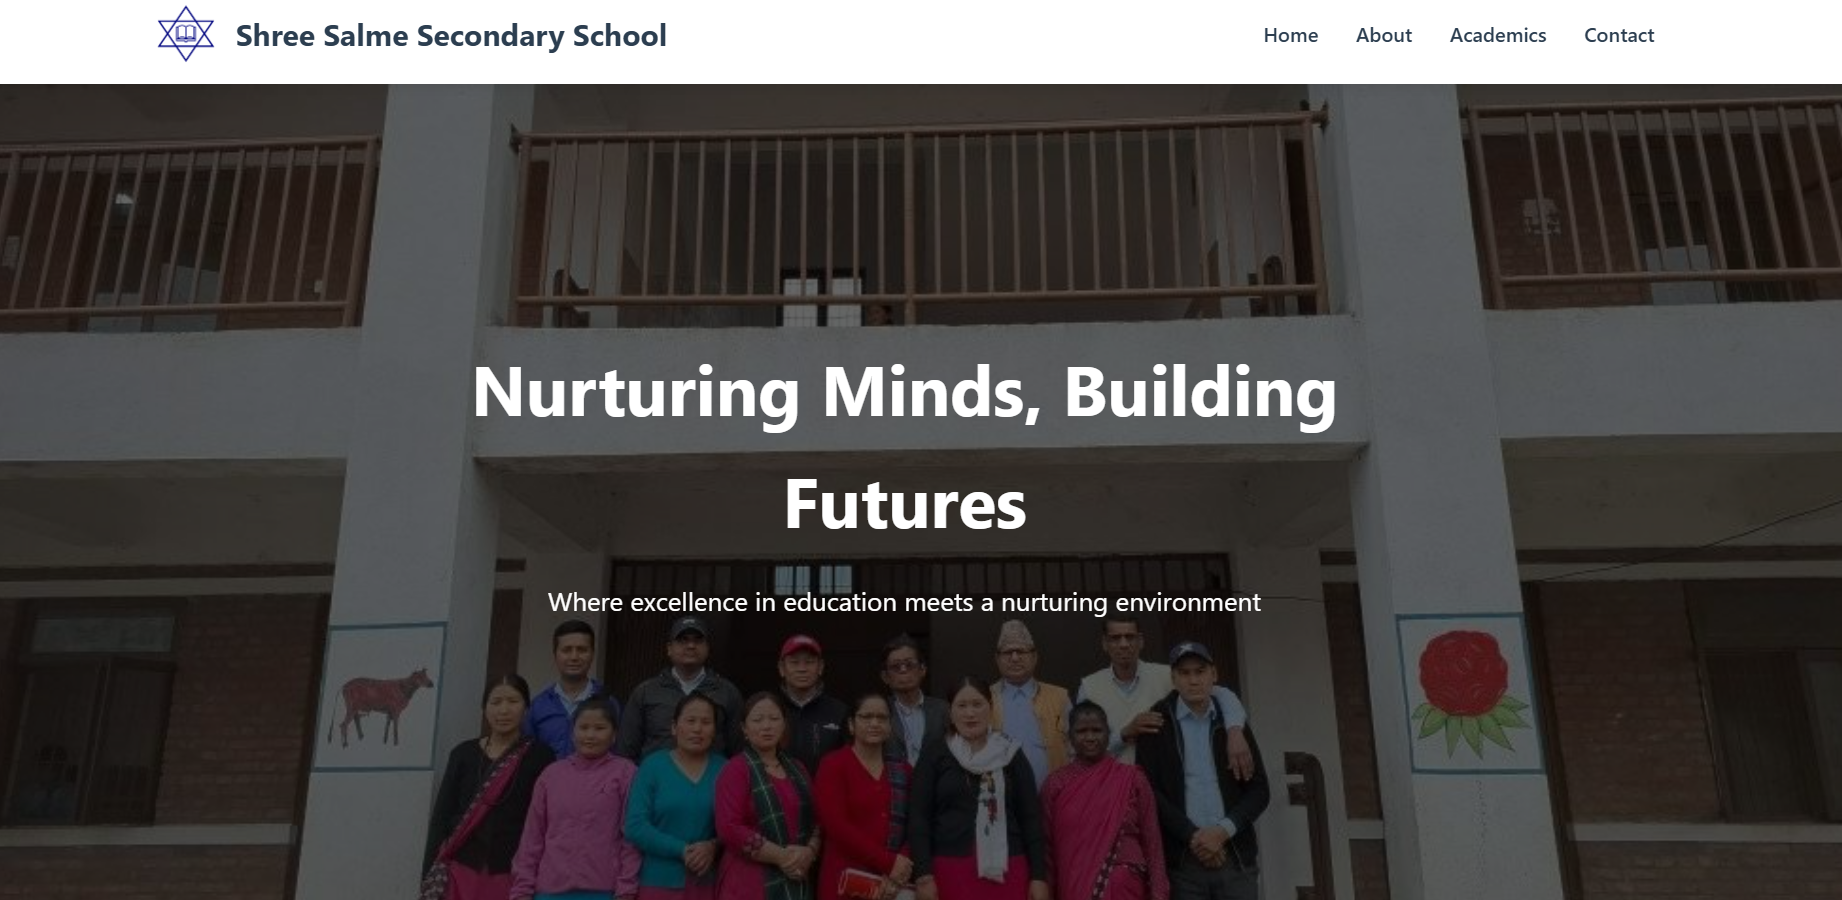 Shree Salme Secondary School
Home About Academics Contact
Nurturing Minds, Building
Futures
Where excellence in education meets a nurturing environment